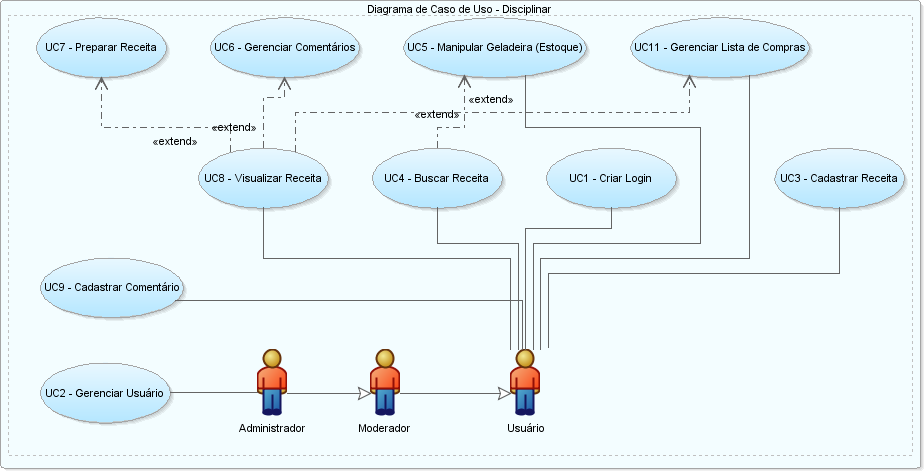 Diagrama de Caso de Uso - Disciplinar
UC7 - Preparar Receita
UC6 - Gerenciar Comentários
UC5 - Manipular Geladeira (Estoque)
UC11 - Gerenciar Lista de Compras
«extend»
«extend»
«extend»
«extend»
UC8 - Visualizar Receita
UC4 - Buscar Receita
UC1 - Criar Login
UC3 - Cadastrar Receita
UC9 - Cadastrar Comentário
UC2 - Gerenciar Usuário
Administrador
Moderador
Usuário